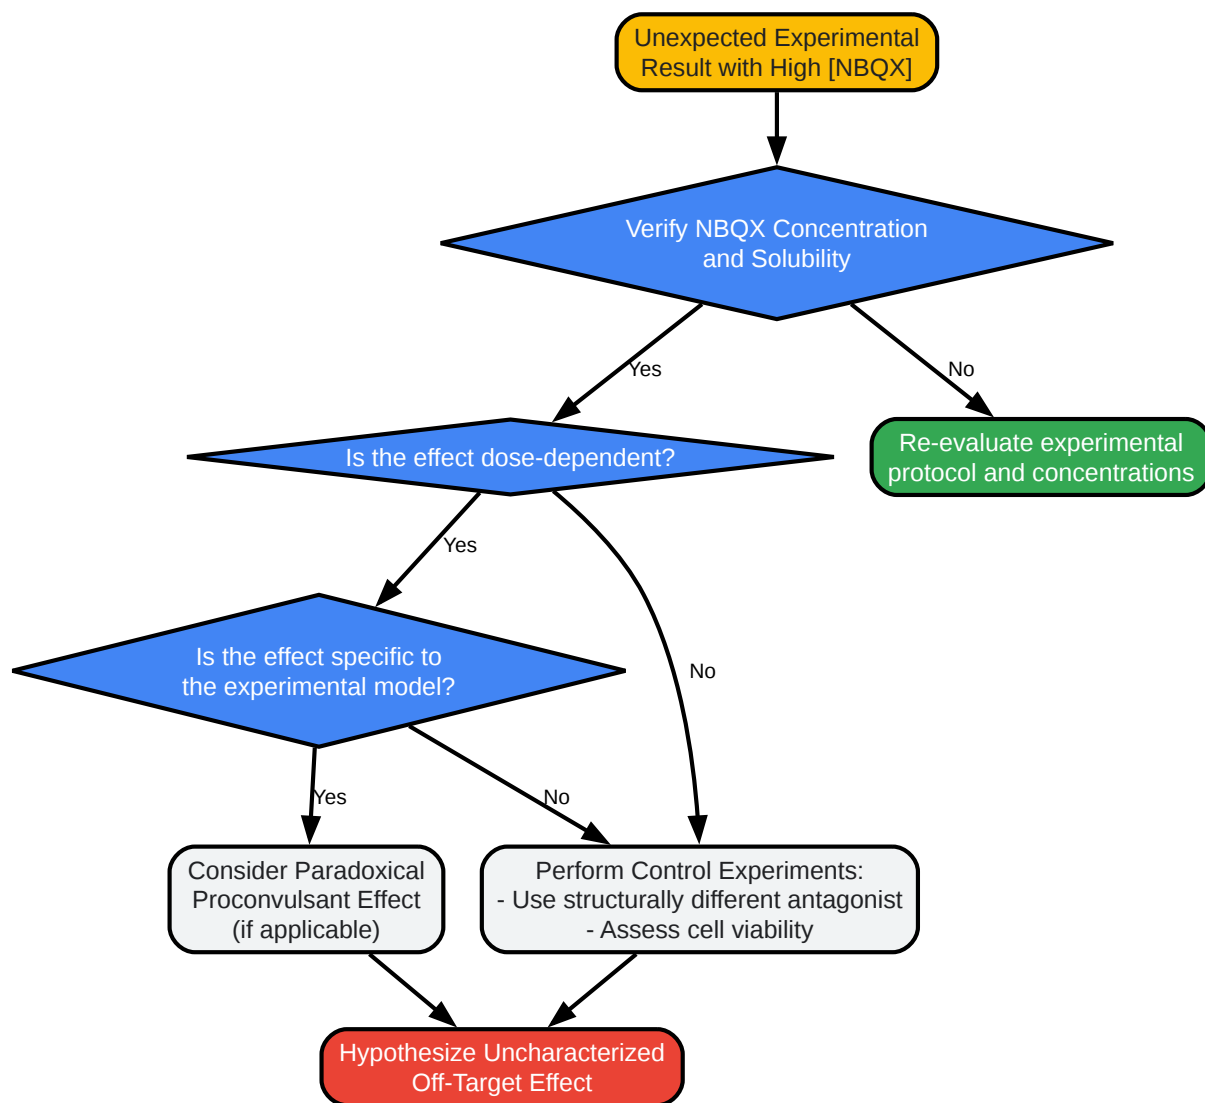 Unexpected Experimental
Result with High [NBQX]
Verify NBQX Concentration
and Solubility
Yes
No
Is the effect dose-dependent?
Re-evaluate experimental
protocol and concentrations
Yes
No
Is the effect specific to
the experimental model?
Yes
No
Consider Paradoxical
Proconvulsant Effect
(if applicable)
Perform Control Experiments:
- Use structurally different antagonist
- Assess cell viability
Hypothesize Uncharacterized
Off-Target Effect